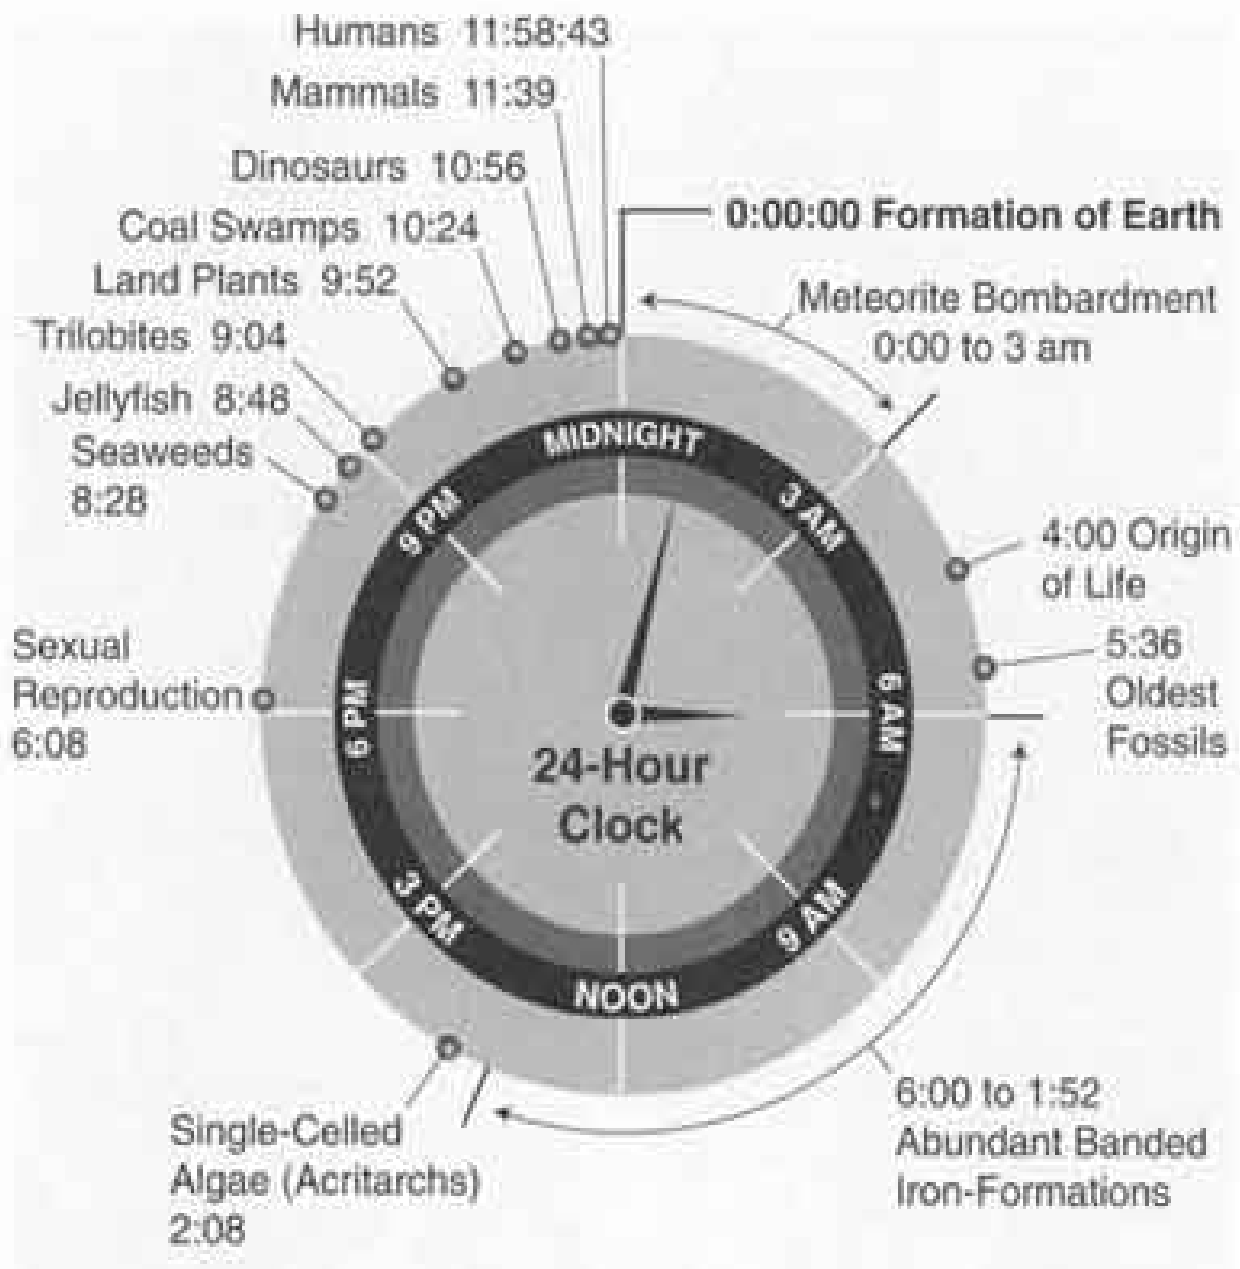 Humans 11:58:43
Mammals 11:39
Dinosaurs 10:56
Coal Swamps 10:24
Land Plants 9:52
Trilobites 9:04
Jellyfish 8:48
Seaweeds
8:28
Sexual
Reproduction
6:08
Single-Celled
Algae (Acritarchs)
2:08
0:00:00 Formation of Earth
Meteorite Bombardment
0:00 to 3 am
4:00 Origin
of Life
5:36
Oldest
Fossils
6:00 to 1:52
Abundant Banded
Iron-Formations
MIDNIGHT
3 AM
6 AM
9 AM
NOON
3 PM
6 PM
9 PM
24-Hour
Clock